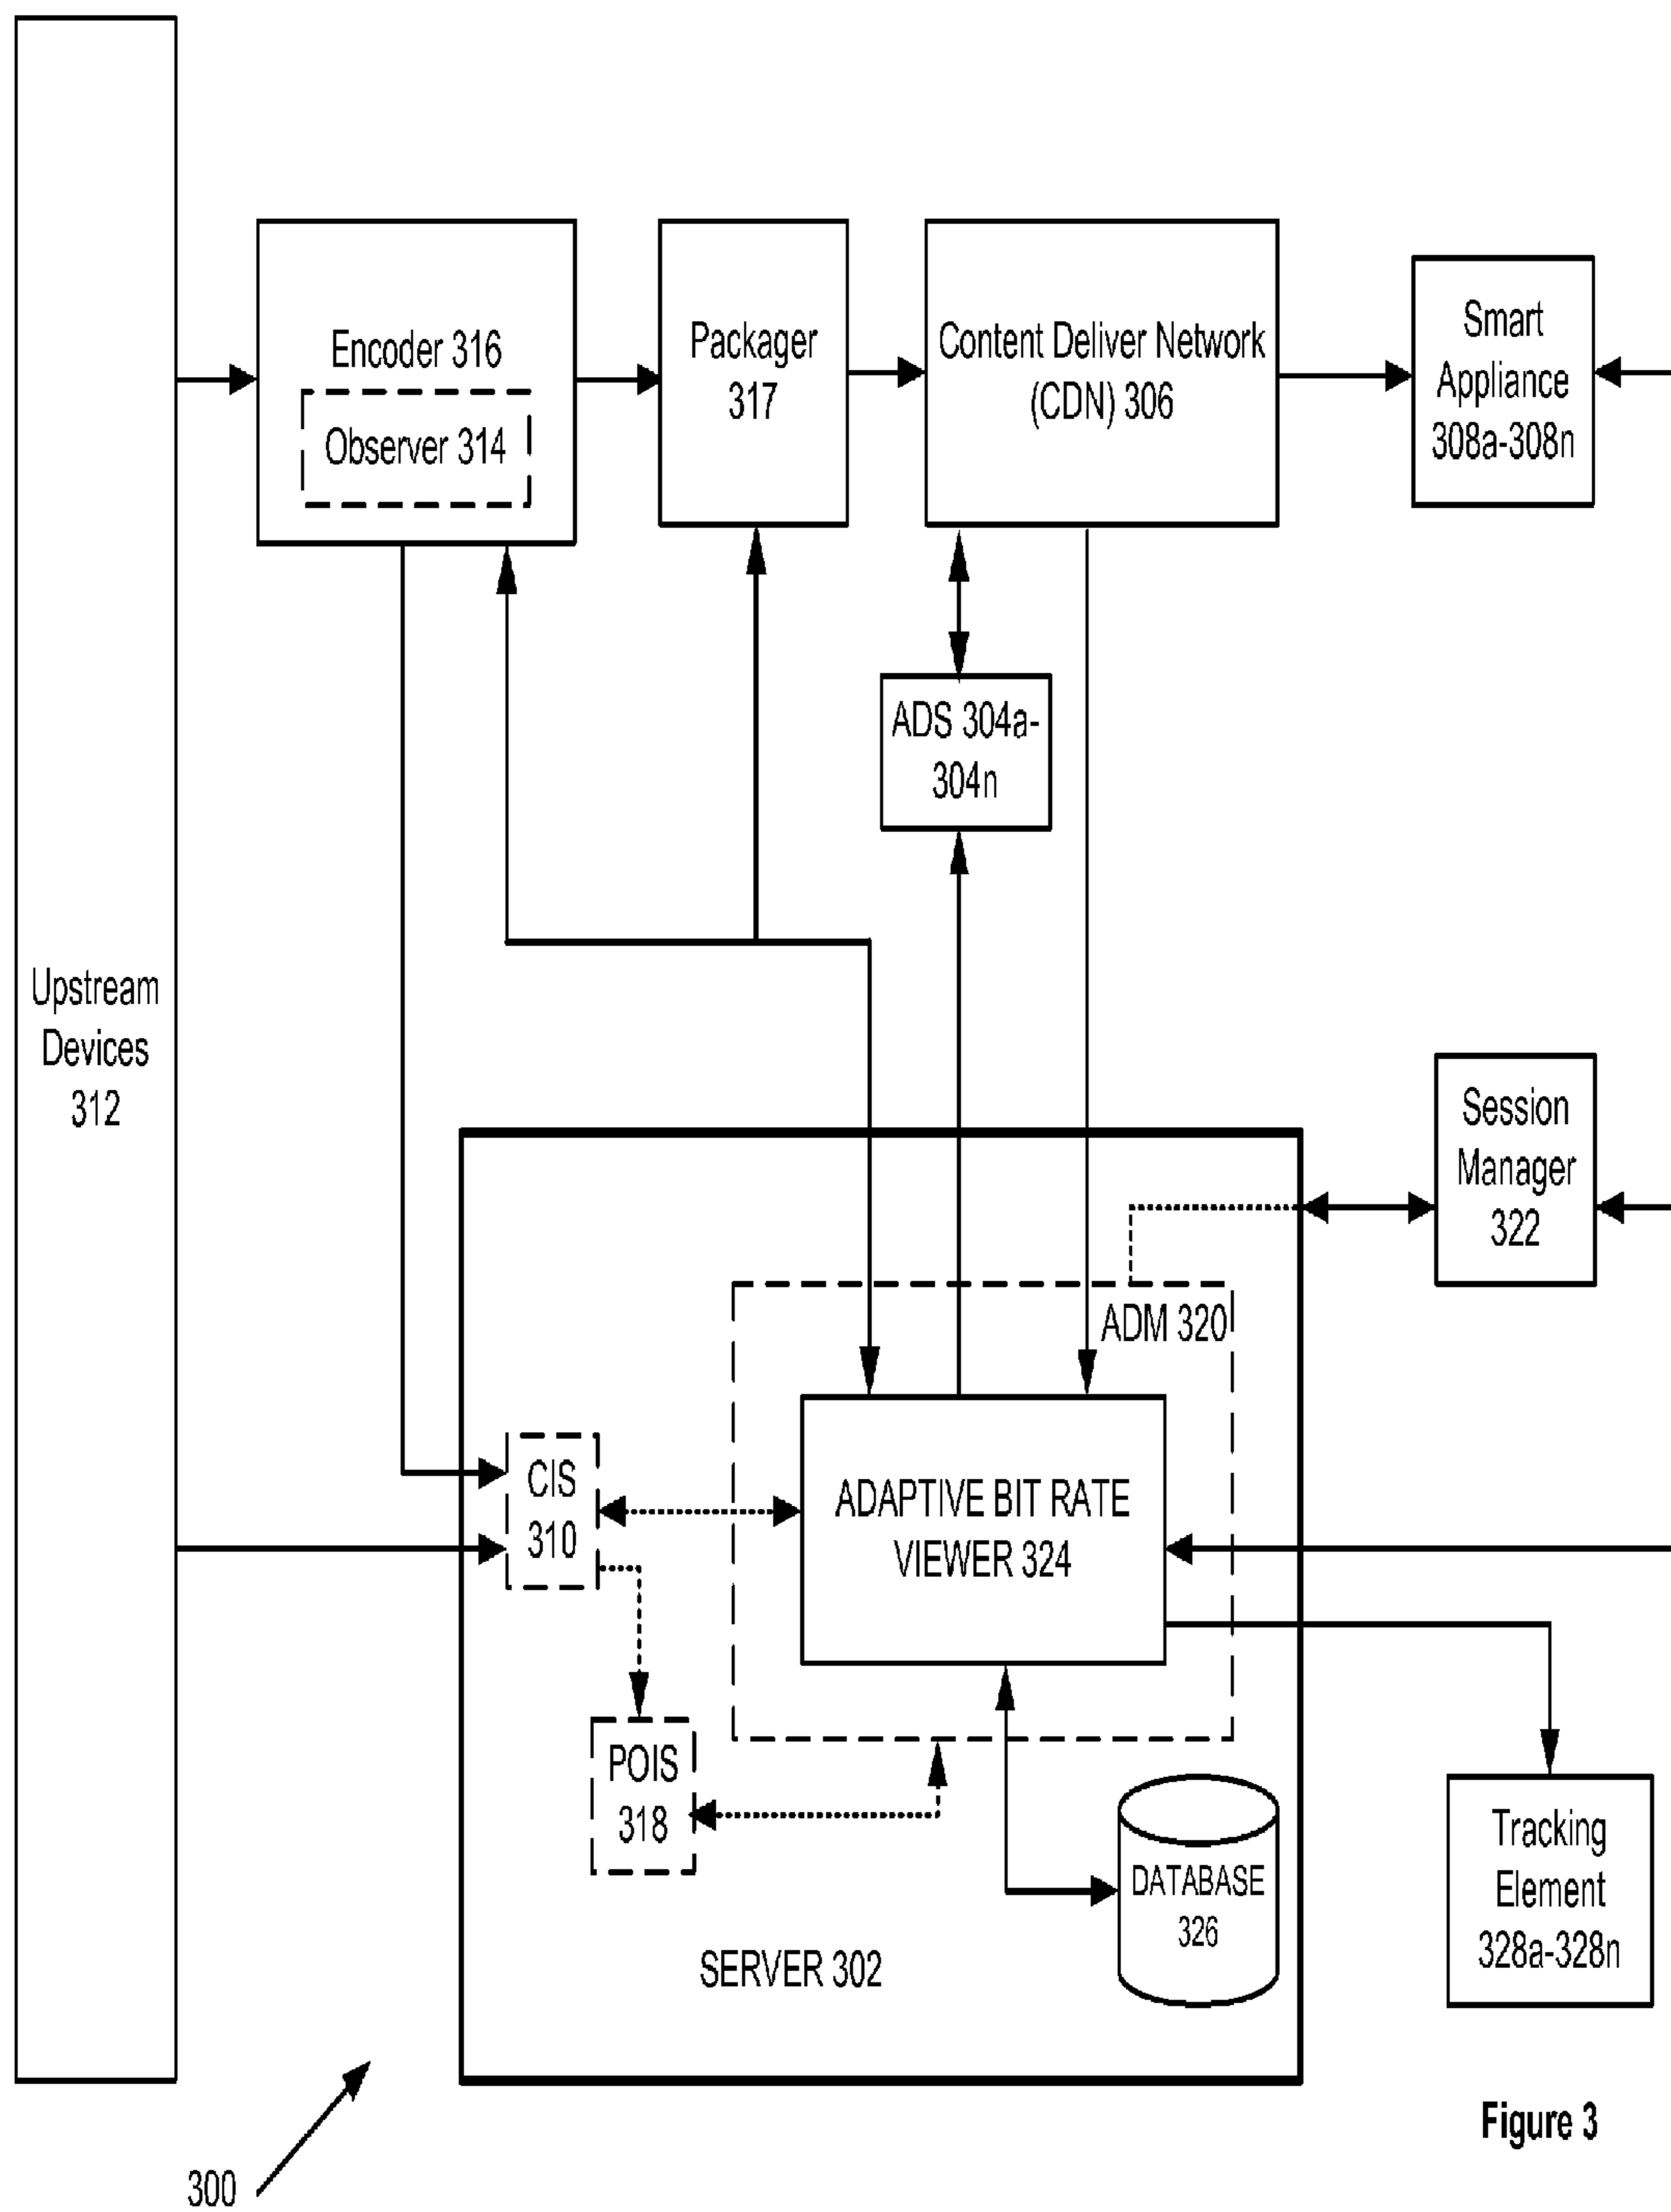 Encoder 316
Observer 314
Packager
317
Content Deliver Network
(CDN) 306
Smart
Appliance
308a-308n
ADS 304a-
304n
Upstream
Devices
312
Session
Manager
322
ADM 320
CIS
310
ADAPTIVE BIT RATE
VIEWER 324
POIS
318
DATABASE
326
Tracking
Element
328a-328n
SERVER 302
Figure 3
300